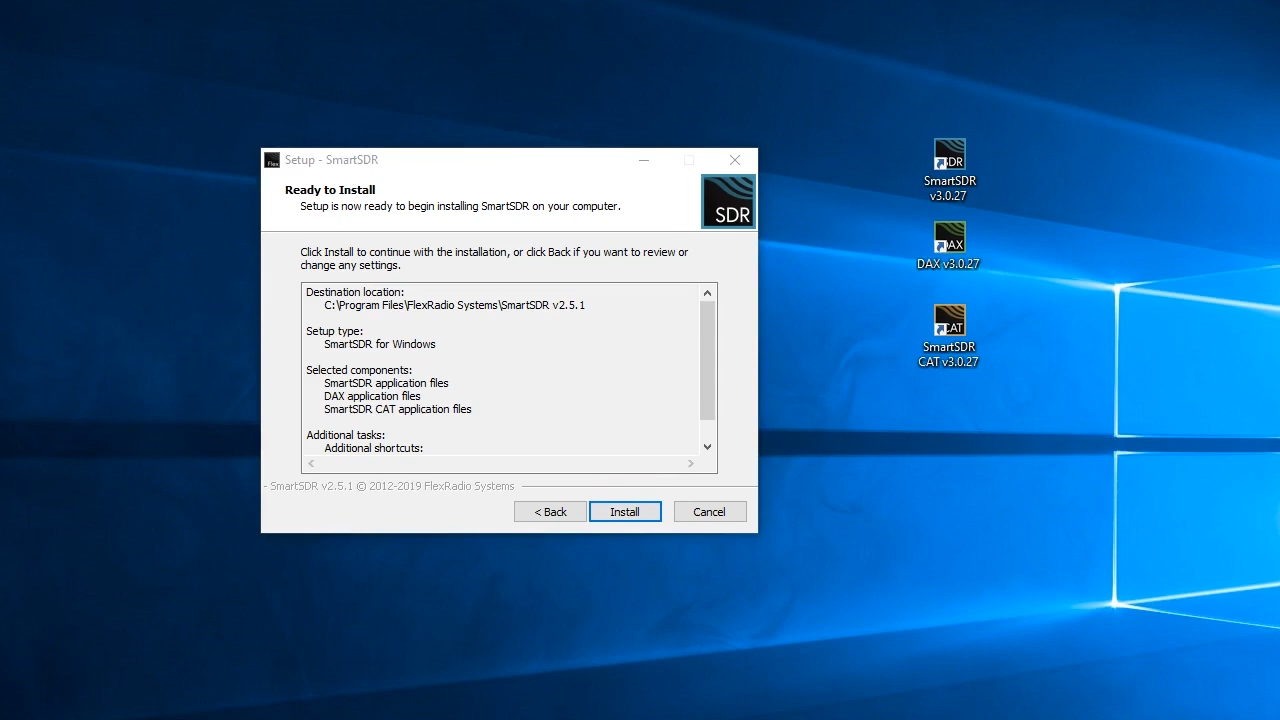 Flex
Setup - SmartSDR
Ready to Install
Setup is now ready to begin installing SmartSDR on your computer.
SDR
Click Install to continue with the installation, or click Back if you want to review or
change any settings.
Destination location:
C:\Program Files\FlexRadio Systems\SmartSDR v2.5.1
Setup type:
SmartSDR for Windows
Selected components:
SmartSDR application files
DAX application files
SmartSDR CAT application files
Additional tasks:
Additional shortcuts:
SmartSDR v2.5.1 © 2012-2019 FlexRadio Systems
< Back
Install
Cancel
SDR
SmartSDR
v3.0.27
DAX
DAX v3.0.27
CAT
SmartSDR
CAT v3.0.27